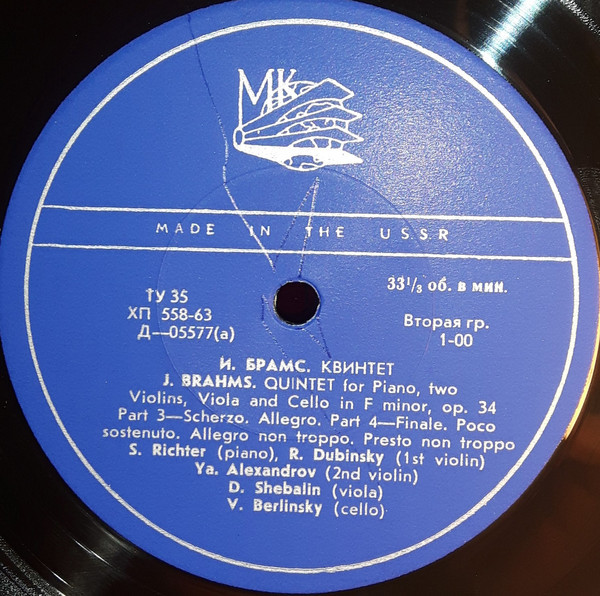 МК
MADE IN THE U.S.S.R
33 1/3 об. в мин.
ТУ 35
ХП 558-63
Д—05577(а)
Вторая гр.
1-00
И. БРАМС. КВИНТЕТ
J. BRAHMS. QUINTET for Piano, two
Violins, Viola and Cello in F minor, op. 34
Part 3—Scherzo. Allegro. Part 4—Finale. Poco
sostenuto. Allegro non troppo. Presto non troppo
S. Richter (piano), R. Dubinsky (1st violin)
Ya. Alexandrov (2nd violin)
D. Shebalin (viola)
V. Berlinsky (cello)